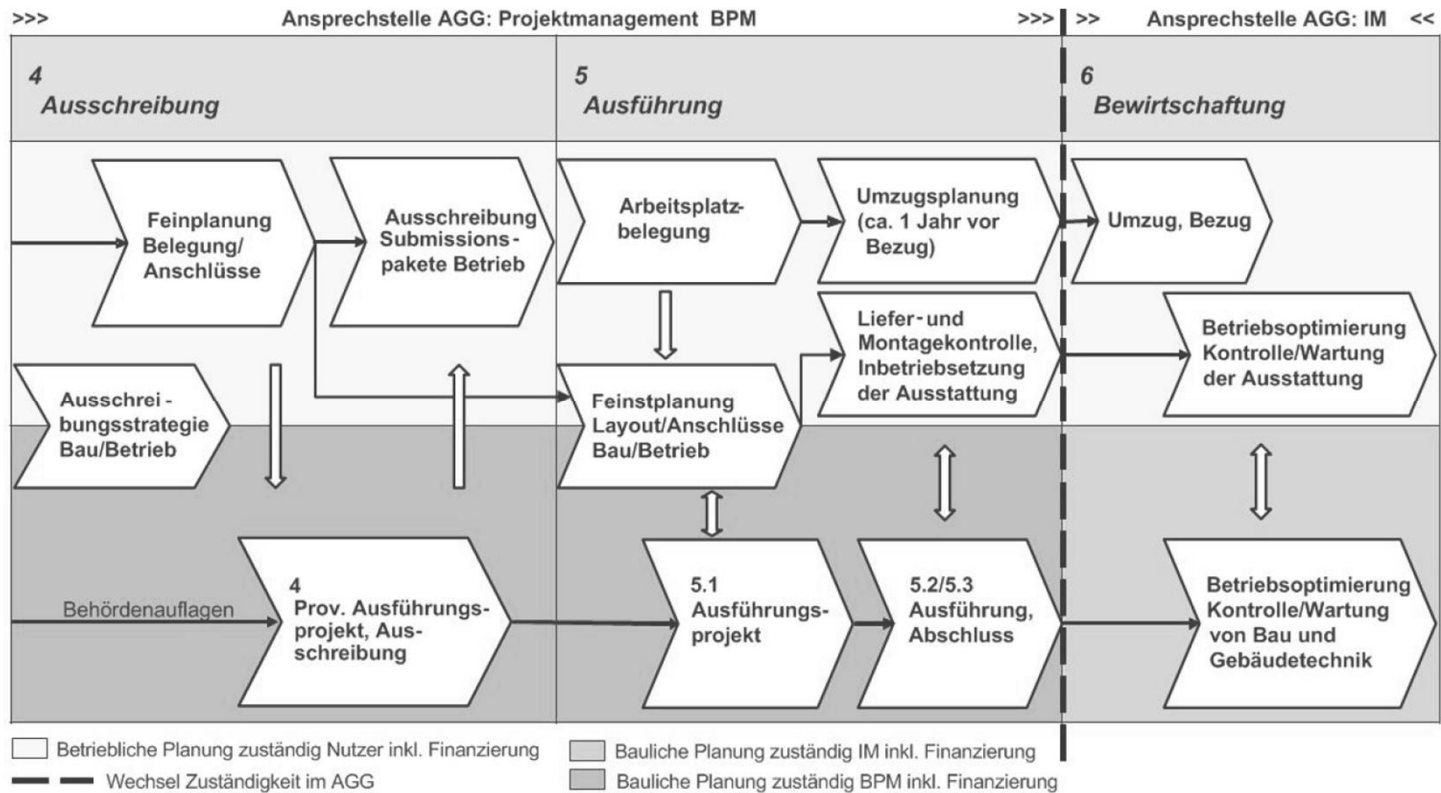 >>> Ansprechstelle AGG: Projektmanagement BPM >>> >> Ansprechstelle AGG: IM <<
4
Ausschreibung
5
Ausführung
6
Bewirtschaftung
Feinplanung
Belegung/
Anschlüsse
Ausschreibung
Submissions-
pakete Betrieb
Arbeitsplatz-
belegung
Umzugsplanung
(ca. 1 Jahr vor
Bezug)
Umzug, Bezug
Ausschrei-
bungsstrategie
Bau/Betrieb
Feinstplanung
Layout/Anschlüsse
Bau/Betrieb
Liefer-und
Montagekontrolle,
Inbetriebsetzung
der Ausstattung
Betriebsoptimierung
Kontrolle/Wartung
der Ausstattung
Behördenauflagen
4
Prov. Ausführungs-
projekt, Aus-
schreibung
5.1
Ausführungs-
projekt
5.2/5.3
Ausführung,
Abschluss
Betriebsoptimierung
Kontrolle/Wartung
von Bau und
Gebäudetechnik
Betriebliche Planung zuständig Nutzer inkl. Finanzierung
Bauliche Planung zuständig IM inkl. Finanzierung
Wechsel Zuständigkeit im AGG
Bauliche Planung zuständig BPM inkl. Finanzierung